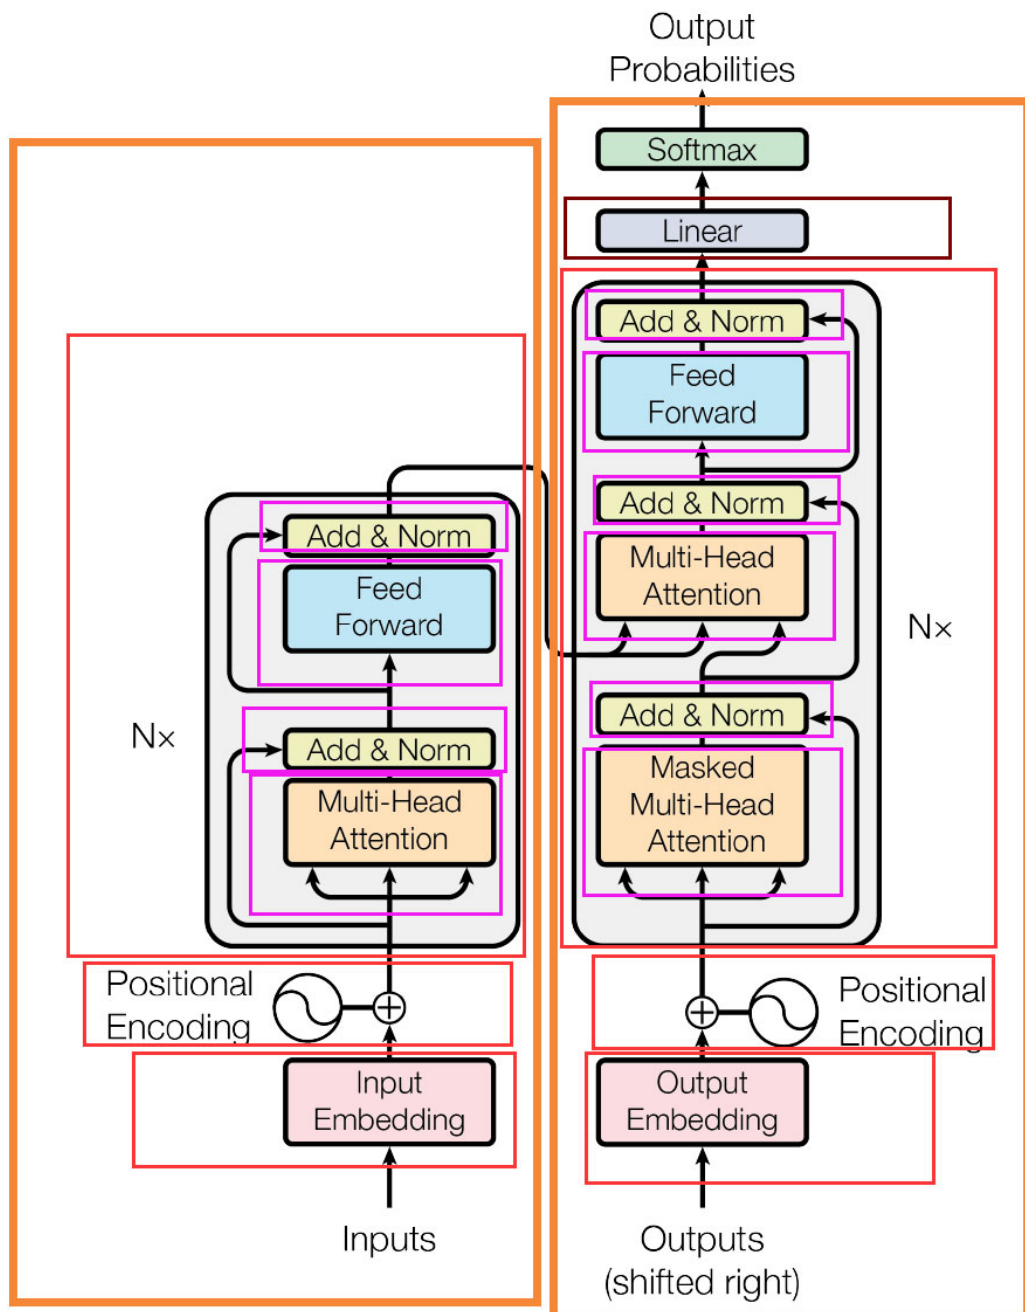 Output
Probabilities
Softmax
Linear
Add & Norm
Feed
Forward
Add & Norm
Multi-Head
Attention
Nx
Add & Norm
Masked
Multi-Head
Attention
Positional
Encoding
Output
Embedding
Outputs
(shifted right)
Add & Norm
Feed
Forward
Nx
Add & Norm
Multi-Head
Attention
Positional
Encoding
Input
Embedding
Inputs